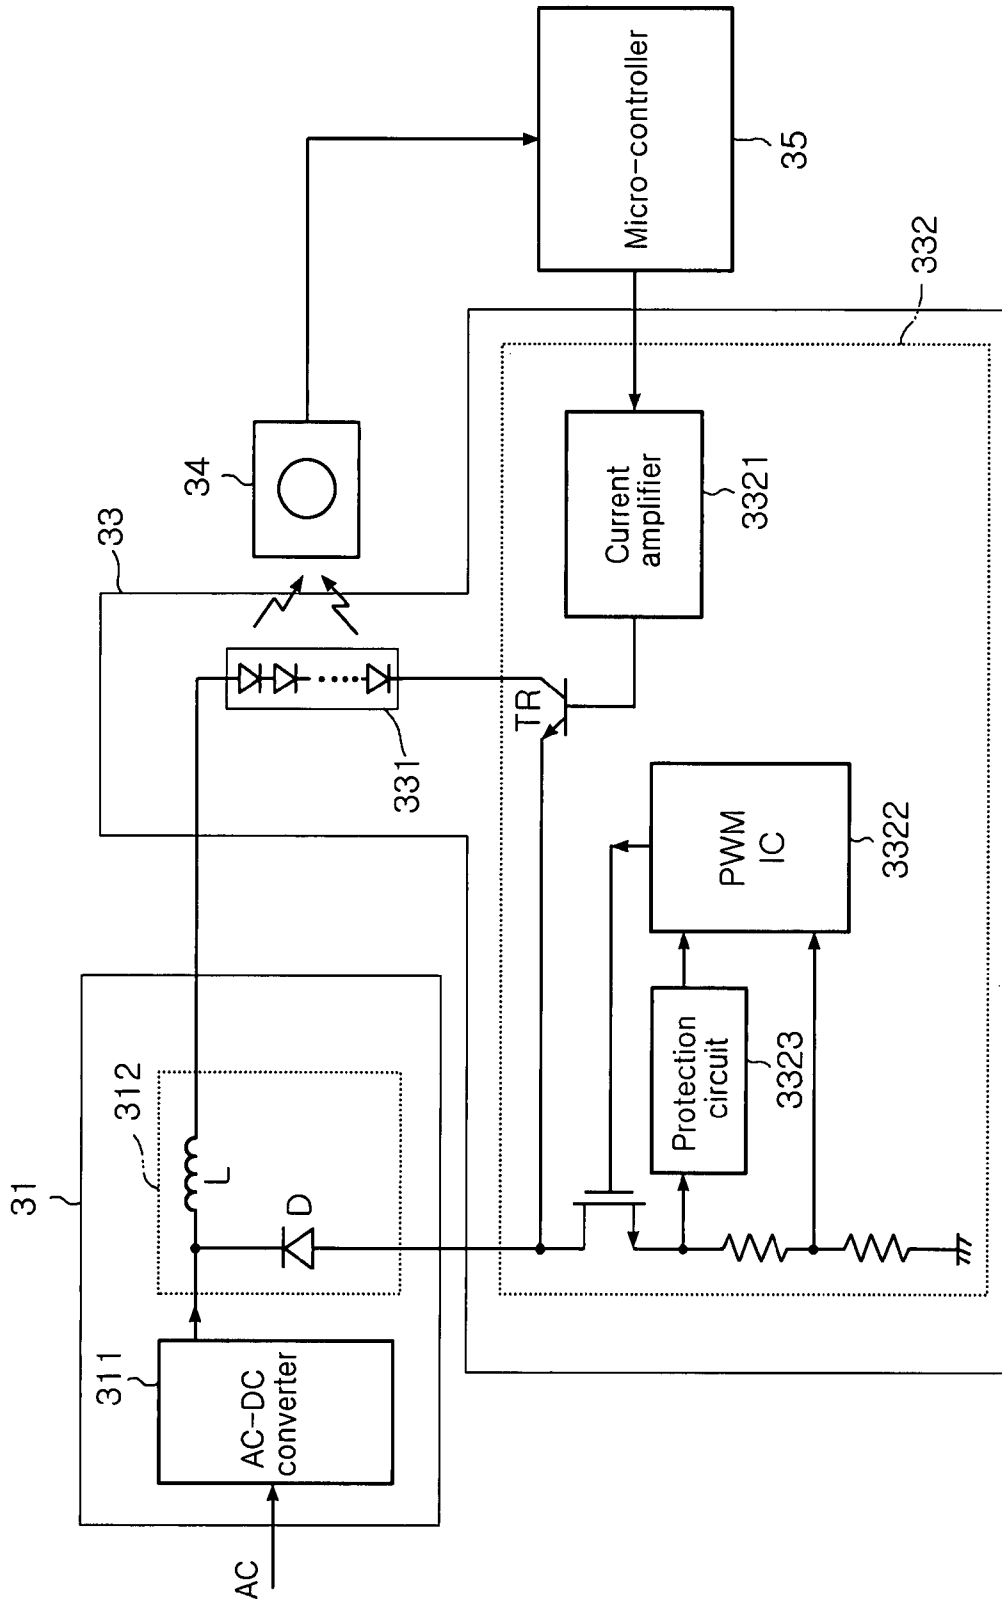 AC
31
311
AC-DC
converter
312
L
D
33
331
34
TR
Micro-controller
35
332
Current
amplifier
3321
PWM
IC
3322
Protection
circuit
3323